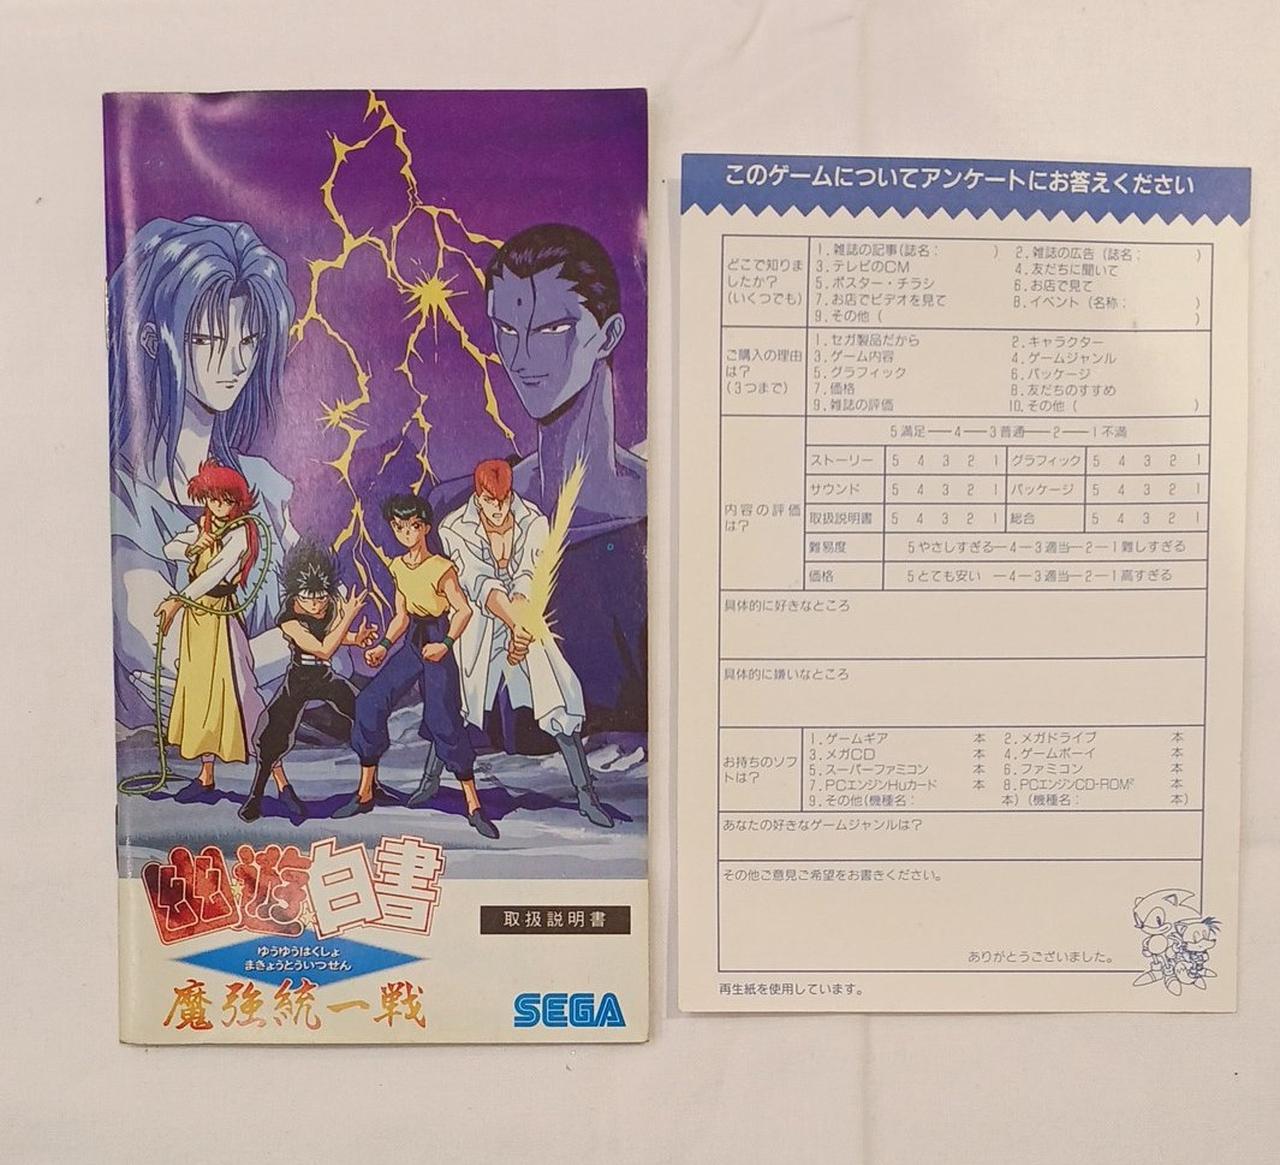 幽遊白書
取扱説明書
ゆうゆうはくしょ
まきょうとういつせん
魔強統一戦
SEGA
このゲームについてアンケートにお答えください
どこで知りましたか？（いくつでも）
1. 雑誌の記事（誌名： ） 2. 雑誌の広告（誌名： ）
3. テレビのCM 4. 友だちに聞いて
5. ポスター・チラシ 6. お店で見て
7. お店でビデオを見て 8. イベント（名称： ）
9. その他（ ）
ご購入の理由は？（3つまで）
1. セガ製品だから 2. キャラクター
3. ゲーム内容 4. ゲームジャンル
5. グラフィック 6. パッケージ
7. 価格 8. 友だちのすすめ
9. 雑誌の評価 10. その他（ ）
内容の評価は？
5満足―4―3普通―2―1不満
ストーリー 5 4 3 2 1 グラフィック 5 4 3 2 1
サウンド 5 4 3 2 1 パッケージ 5 4 3 2 1
取扱説明書 5 4 3 2 1 総合 5 4 3 2 1
難易度 5やさしすぎる―4―3適当―2―1難しすぎる
価格 5とても安い ―4―3適当―2―1高すぎる
具体的に好きなところ
具体的に嫌いなところ
お持ちのソフトは？
1. ゲームギア 本 2. メガドライブ 本
3. メガCD 本 4. ゲームボーイ 本
5. スーパーファミコン 本 6. ファミコン 本
7. PCエンジンHuカード 本 8. PCエンジンCD-ROM² 本
9. その他（機種名： 本）（機種名： 本）
あなたの好きなゲームジャンルは？
その他ご意見ご希望をお書きください。
ありがとうございました。
再生紙を使用しています。